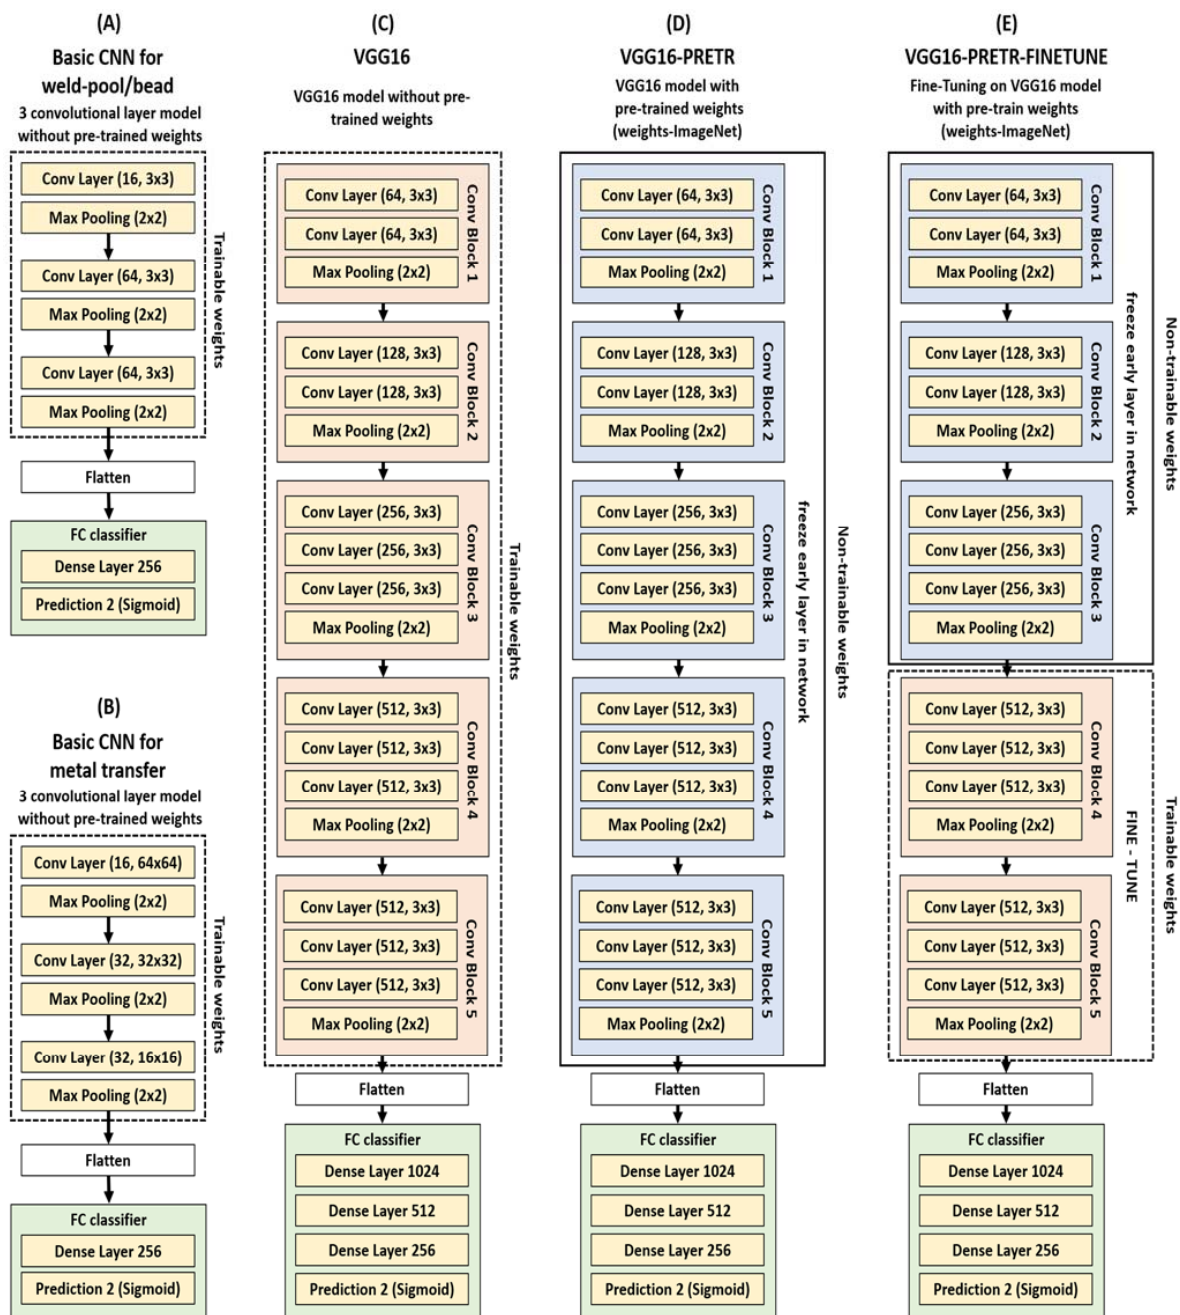 (A)
Basic CNN for
weld-pool/bead
3 convolutional layer model
without pre-trained weights
Conv Layer (16, 3x3)
Max Pooling (2x2)
Conv Layer (64, 3x3)
Max Pooling (2x2)
Conv Layer (64, 3x3)
Max Pooling (2x2)
Trainable weights
Flatten
FC classifier
Dense Layer 256
Prediction 2 (Sigmoid)
(B)
Basic CNN for
metal transfer
3 convolutional layer model
without pre-trained weights
Conv Layer (16, 64x64)
Max Pooling (2x2)
Conv Layer (32, 32x32)
Max Pooling (2x2)
Conv Layer (32, 16x16)
Max Pooling (2x2)
Trainable weights
Flatten
FC classifier
Dense Layer 256
Prediction 2 (Sigmoid)
(C)
VGG16
VGG16 model without pre-
trained weights
Conv Layer (64, 3x3)
Conv Layer (64, 3x3)
Max Pooling (2x2)
Conv Block 1
Conv Layer (128, 3x3)
Conv Layer (128, 3x3)
Max Pooling (2x2)
Conv Block 2
Conv Layer (256, 3x3)
Conv Layer (256, 3x3)
Conv Layer (256, 3x3)
Max Pooling (2x2)
Conv Block 3
Conv Layer (512, 3x3)
Conv Layer (512, 3x3)
Conv Layer (512, 3x3)
Max Pooling (2x2)
Conv Block 4
Conv Layer (512, 3x3)
Conv Layer (512, 3x3)
Conv Layer (512, 3x3)
Max Pooling (2x2)
Conv Block 5
Trainable weights
Flatten
FC classifier
Dense Layer 1024
Dense Layer 512
Dense Layer 256
Prediction 2 (Sigmoid)
(D)
VGG16-PRETR
VGG16 model with
pre-trained weights
(weights-ImageNet)
Conv Layer (64, 3x3)
Conv Layer (64, 3x3)
Max Pooling (2x2)
Conv Block 1
Conv Layer (128, 3x3)
Conv Layer (128, 3x3)
Max Pooling (2x2)
Conv Block 2
Conv Layer (256, 3x3)
Conv Layer (256, 3x3)
Conv Layer (256, 3x3)
Max Pooling (2x2)
Conv Block 3
Conv Layer (512, 3x3)
Conv Layer (512, 3x3)
Conv Layer (512, 3x3)
Max Pooling (2x2)
Conv Block 4
Conv Layer (512, 3x3)
Conv Layer (512, 3x3)
Conv Layer (512, 3x3)
Max Pooling (2x2)
Conv Block 5
freeze early layer in network
Non-trainable weights
Flatten
FC classifier
Dense Layer 1024
Dense Layer 512
Dense Layer 256
Prediction 2 (Sigmoid)
(E)
VGG16-PRETR-FINETUNE
Fine-Tuning on VGG16 model
with pre-train weights
(weights-ImageNet)
Conv Layer (64, 3x3)
Conv Layer (64, 3x3)
Max Pooling (2x2)
Conv Block 1
Conv Layer (128, 3x3)
Conv Layer (128, 3x3)
Max Pooling (2x2)
Conv Block 2
Conv Layer (256, 3x3)
Conv Layer (256, 3x3)
Conv Layer (256, 3x3)
Max Pooling (2x2)
Conv Block 3
freeze early layer in network
Non-trainable weights
Conv Layer (512, 3x3)
Conv Layer (512, 3x3)
Conv Layer (512, 3x3)
Max Pooling (2x2)
Conv Block 4
Conv Layer (512, 3x3)
Conv Layer (512, 3x3)
Conv Layer (512, 3x3)
Max Pooling (2x2)
Conv Block 5
FINE - TUNE
Trainable weights
Flatten
FC classifier
Dense Layer 1024
Dense Layer 512
Dense Layer 256
Prediction 2 (Sigmoid)